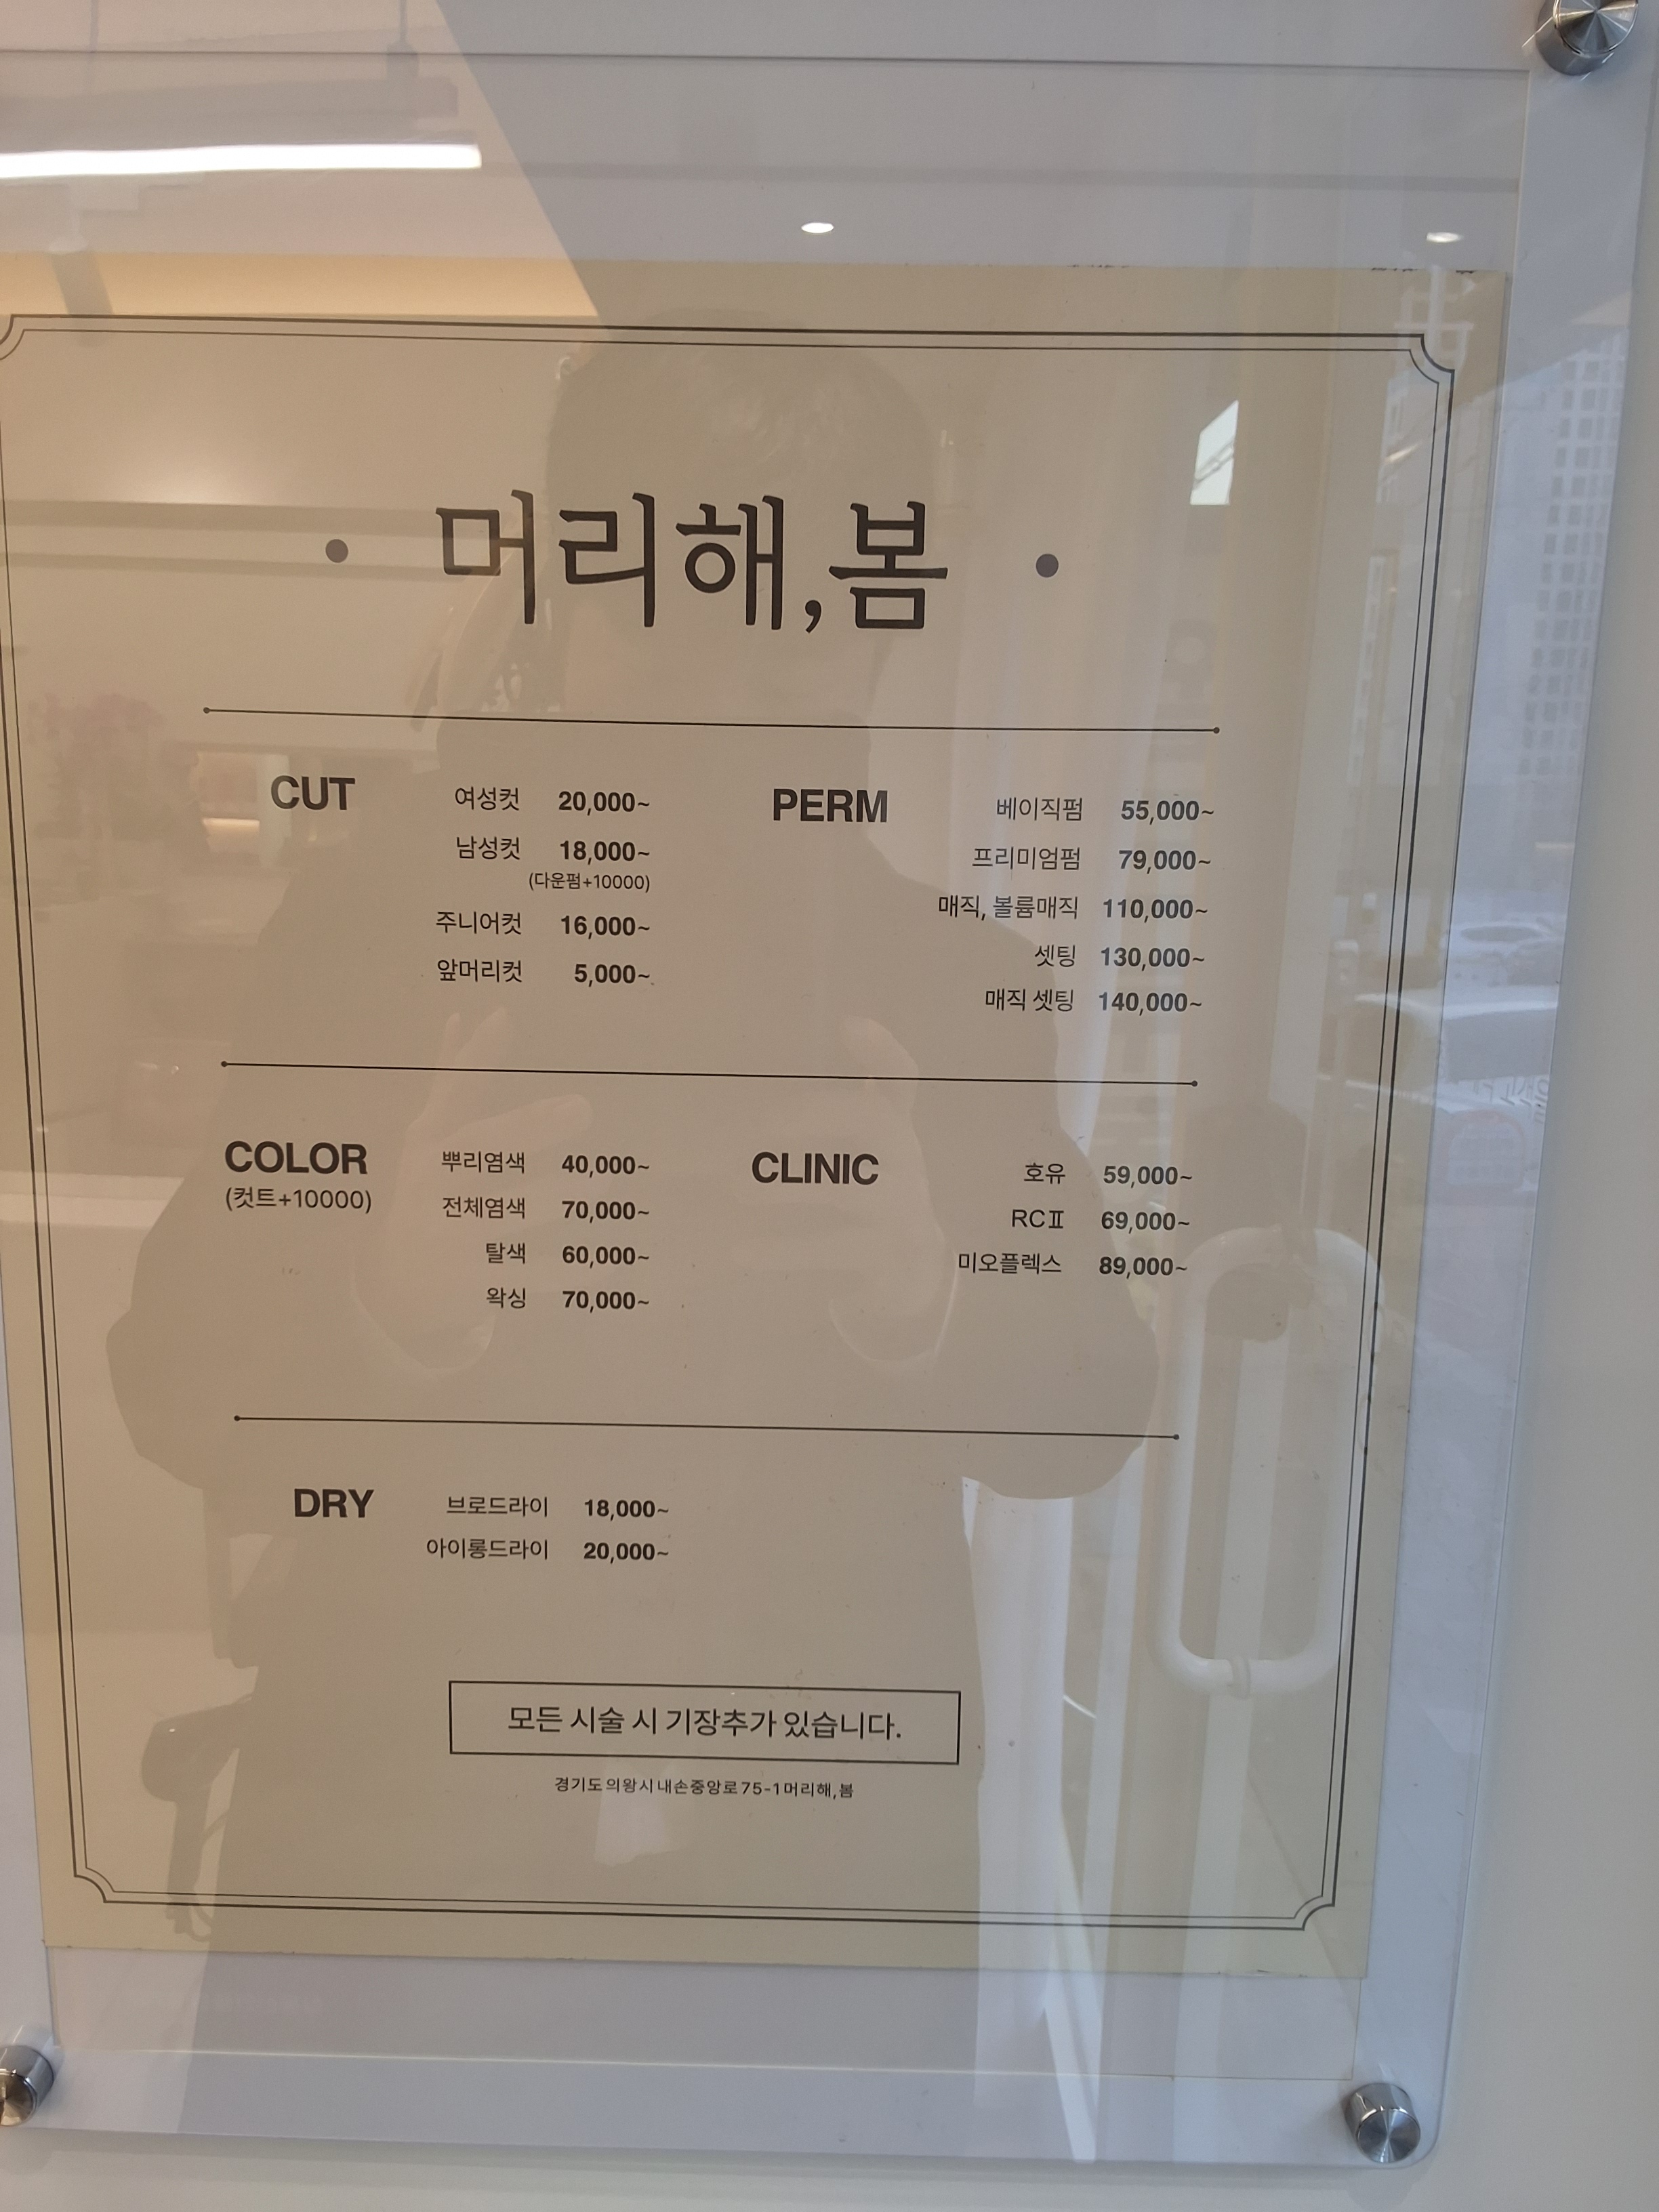 • 머리해,봄 •
CUT
여성컷 20,000~
남성컷 18,000~
(다운펌+10000)
주니어컷 16,000~
앞머리컷 5,000~
PERM
베이직펌 55,000~
프리미엄펌 79,000~
매직, 볼륨매직 110,000~
셋팅 130,000~
매직 셋팅 140,000~
COLOR
(컷트+10000)
뿌리염색 40,000~
전체염색 70,000~
탈색 60,000~
왁싱 70,000~
CLINIC
호유 59,000~
RCⅡ 69,000~
미오플렉스 89,000~
DRY
브로드라이 18,000~
아이롱드라이 20,000~
모든 시술 시 기장추가 있습니다.
경기도 의왕시 내손중앙로 75-1 머리해,봄